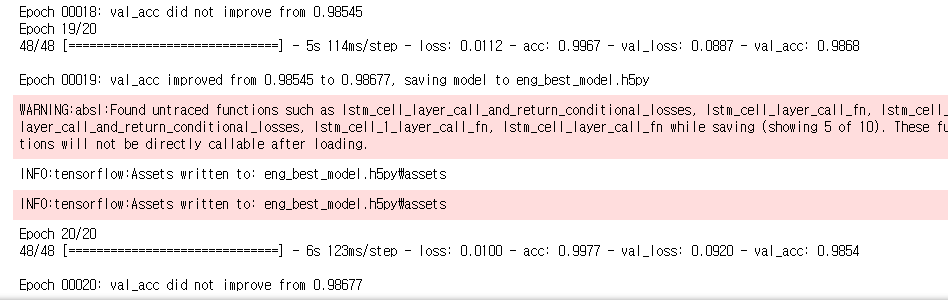 Epoch 00018: val_acc did not improve from 0.98545
Epoch 19/20
48/48 [==============================] - 5s 114ms/step - loss: 0.0112 - acc: 0.9967 - val_loss: 0.0887 - val_acc: 0.9868
Epoch 00019: val_acc improved from 0.98545 to 0.98677, saving model to eng_best_model.h5py
WARNING:absl:Found untraced functions such as lstm_cell_layer_call_and_return_conditional_losses, lstm_cell_layer_call_fn, lstm_cell_
layer_call_and_return_conditional_losses, lstm_cell_1_layer_call_fn, lstm_cell_layer_call_fn while saving (showing 5 of 10). These fu
tions will not be directly callable after loading.
INFO:tensorflow:Assets written to: eng_best_model.h5py₩assets
INFO:tensorflow:Assets written to: eng_best_model.h5py₩assets
Epoch 20/20
48/48 [==============================] - 6s 123ms/step - loss: 0.0100 - acc: 0.9977 - val_loss: 0.0920 - val_acc: 0.9854
Epoch 00020: val_acc did not improve from 0.98677